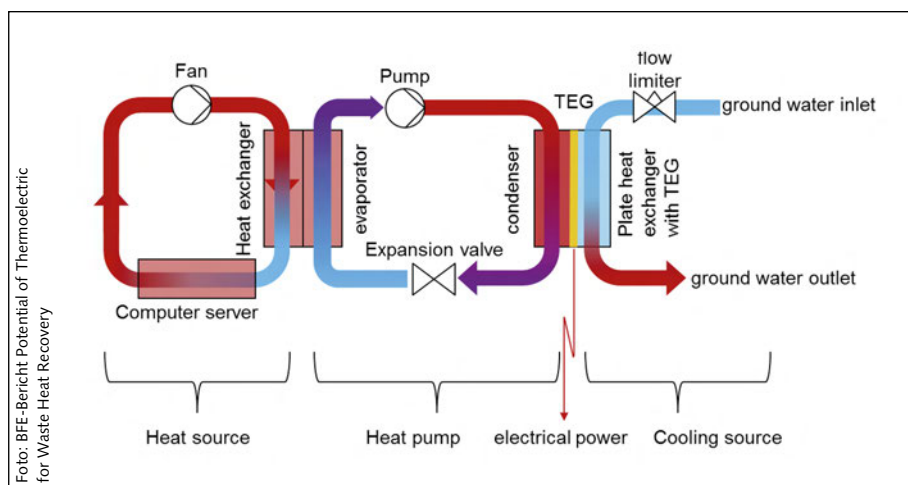 Fan
Pump
flow
limiter
TEG
ground water inlet
Heat exchanger
evaporator
condenser
Plate heat
exchanger
with TEG
Expansion valve
ground water outlet
Computer server
Heat source
Heat pump
electrical power
Cooling source
Foto: BFE-Bericht Potential of Thermoelectric
for Waste Heat Recovery